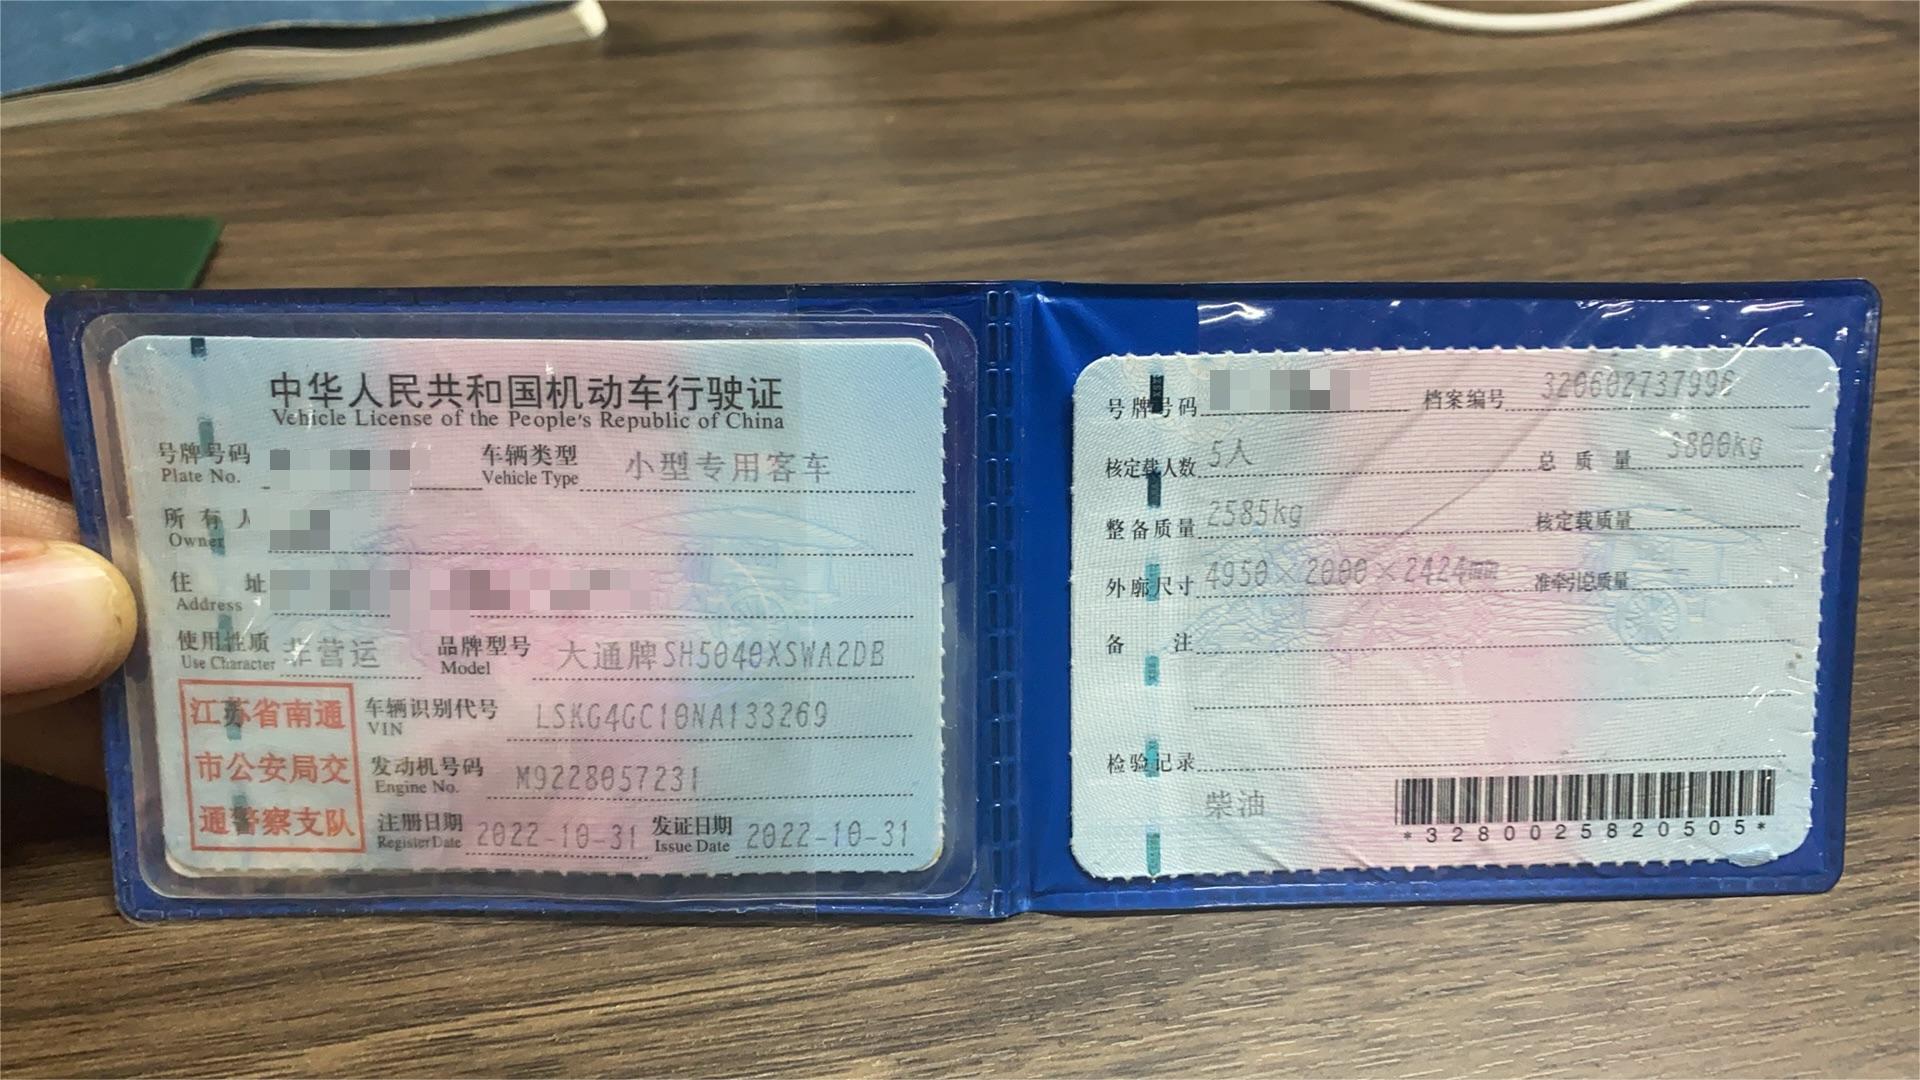 中华人民共和国机动车行驶证
Vehicle License of the People's Republic of China
号牌号码 车辆类型 小型专用客车
Plate No. Vehicle Type
所有人
Owner
住址
Address
使用性质 非营运 品牌型号 大通牌SH5040XSWA2DB
Use Character Model
江苏省南通
市公安局交
通警察支队
车辆识别代号 LSKG4GC10NA133269
VIN
发动机号码 M9228057231
Engine No.
注册日期 2022-10-31 发证日期 2022-10-31
Register Date Issue Date
号牌号码 档案编号
核定载人数 5人 总质量 3800kg
整备质量 2585kg 核定载质量 --
外廓尺寸 4950×2000×2424mm 准牵引总质量 --
备注
检验记录
柴油
*3280025820505*